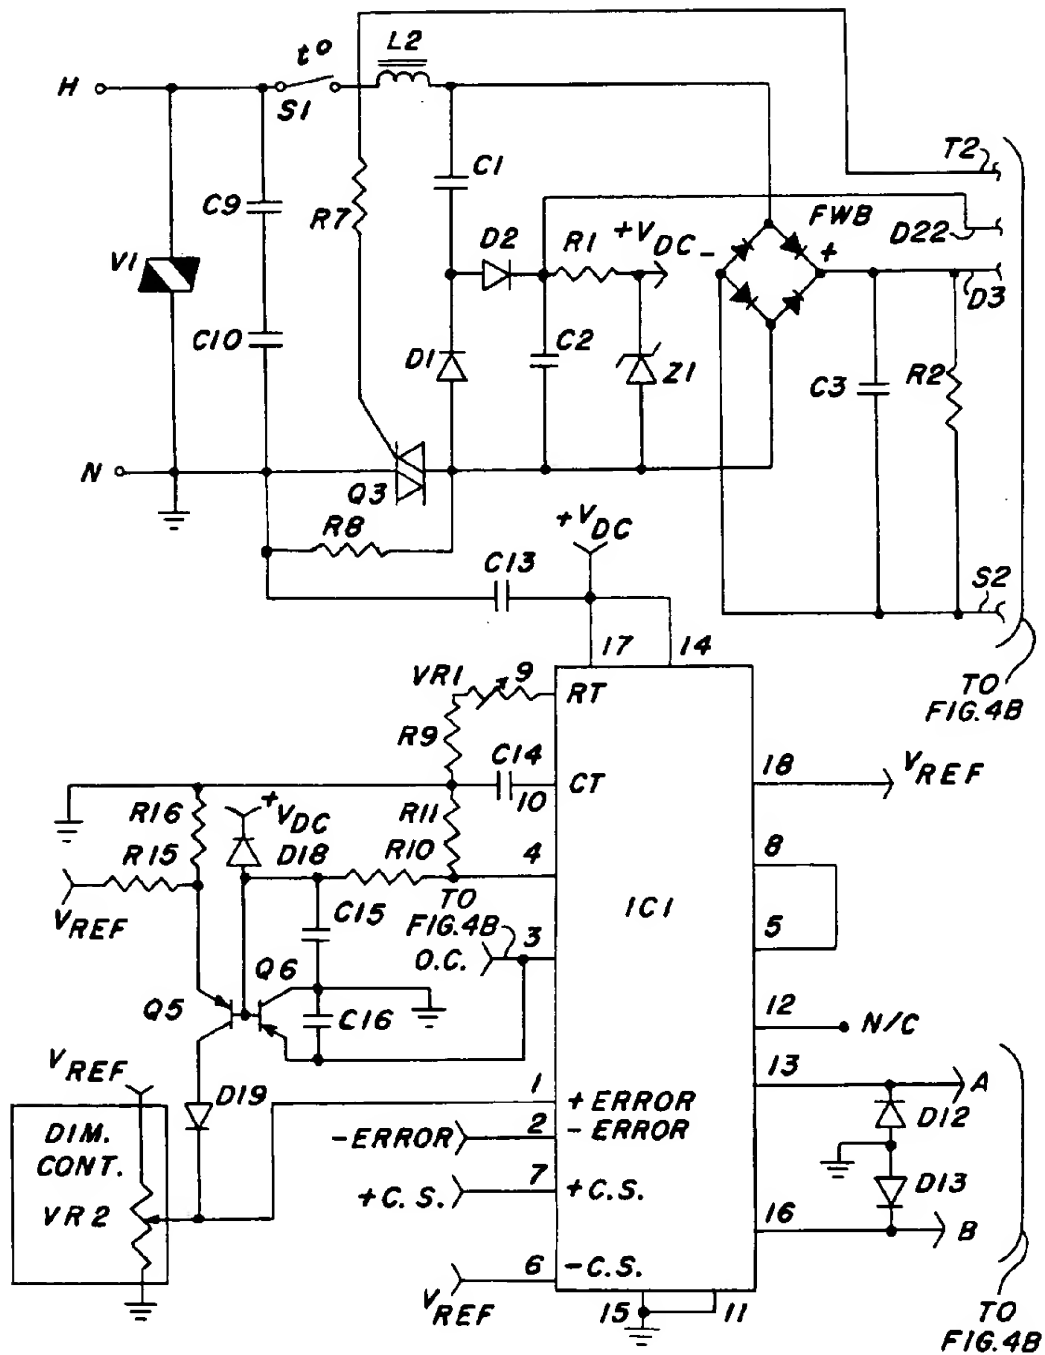 L2
t°
H
S1
T2
C1
C9
R7
FWB
D2
R1
+VDC
-
D22
V1
+
D3
C10
C2
D1
Z1
C3
R2
N
Q3
R8
+VDC
C13
S2
17
14
VR1
9
RT
TO
FIG.4B
R9
C14
18
VREF
10
CT
R16
+VDC
R11
R15
D18
R10
4
8
VREF
C15
TO
FIG.4B
IC1
O.C.
3
5
Q6
Q5
C16
12
N/C
VREF
D19
13
A
1
+ERROR
D12
DIM.
CONT.
-ERROR
2
-ERROR
+C.S.
7
+C.S.
D13
VR2
16
B
6
-C.S.
VREF
15
11
TO
FIG.4B